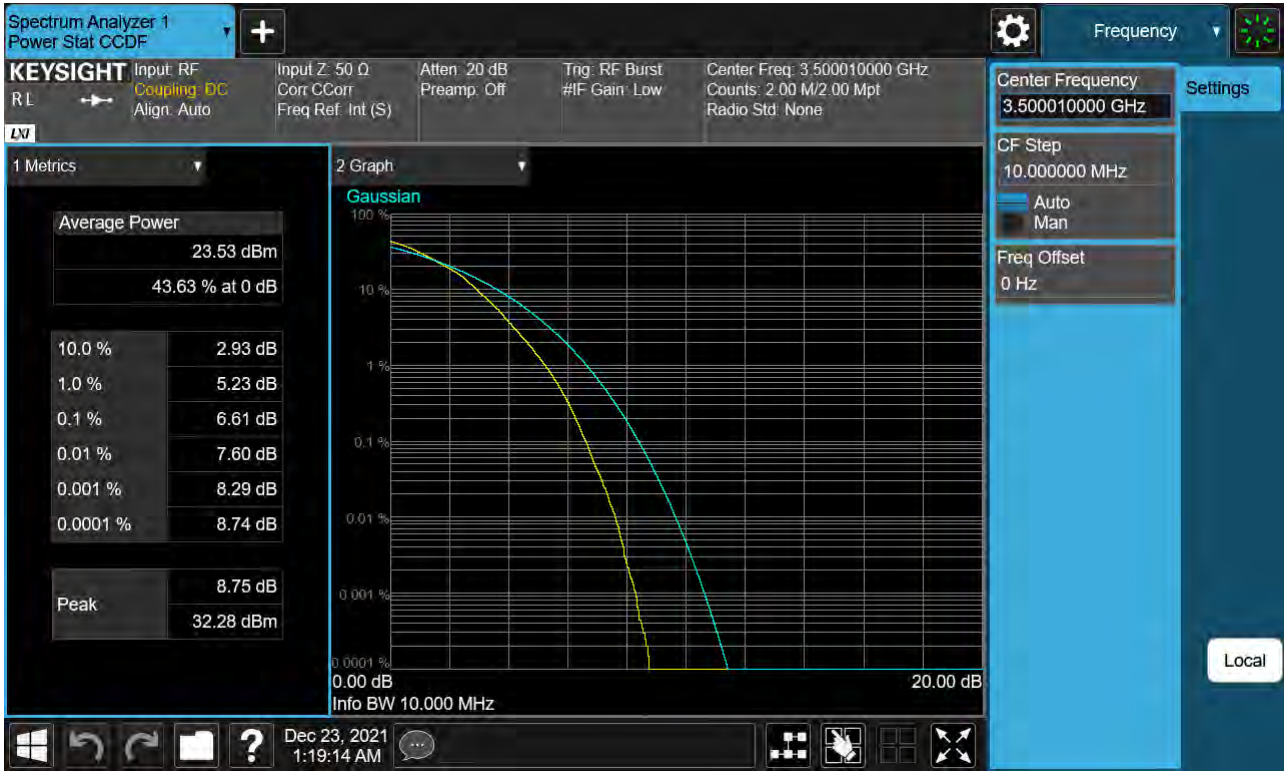 Spectrum Analyzer 1
Power Stat CCDF
Frequency
KEYSIGHT
RL
LXI
Input: RF
Coupling: DC
Align: Auto
Input Z: 50 Ω
Corr CCorr
Freq Ref: Int (S)
Atten: 20 dB
Preamp: Off
Trig: RF Burst
#IF Gain: Low
Center Freq: 3.500010000 GHz
Counts: 2.00 M/2.00 Mpt
Radio Std: None
Center Frequency
3.500010000 GHz
Settings
CF Step
10.000000 MHz
Auto
Man
Freq Offset
0 Hz
1 Metrics
Average Power
23.53 dBm
43.63 % at 0 dB
10.0 % 2.93 dB
1.0 % 5.23 dB
0.1 % 6.61 dB
0.01 % 7.60 dB
0.001 % 8.29 dB
0.0001 % 8.74 dB
Peak
8.75 dB
32.28 dBm
2 Graph
Gaussian
100 %
10 %
1 %
0.1 %
0.01 %
0.001 %
0.0001 %
0.00 dB 20.00 dB
Info BW 10.000 MHz
Local
?
Dec 23, 2021
1:19:14 AM